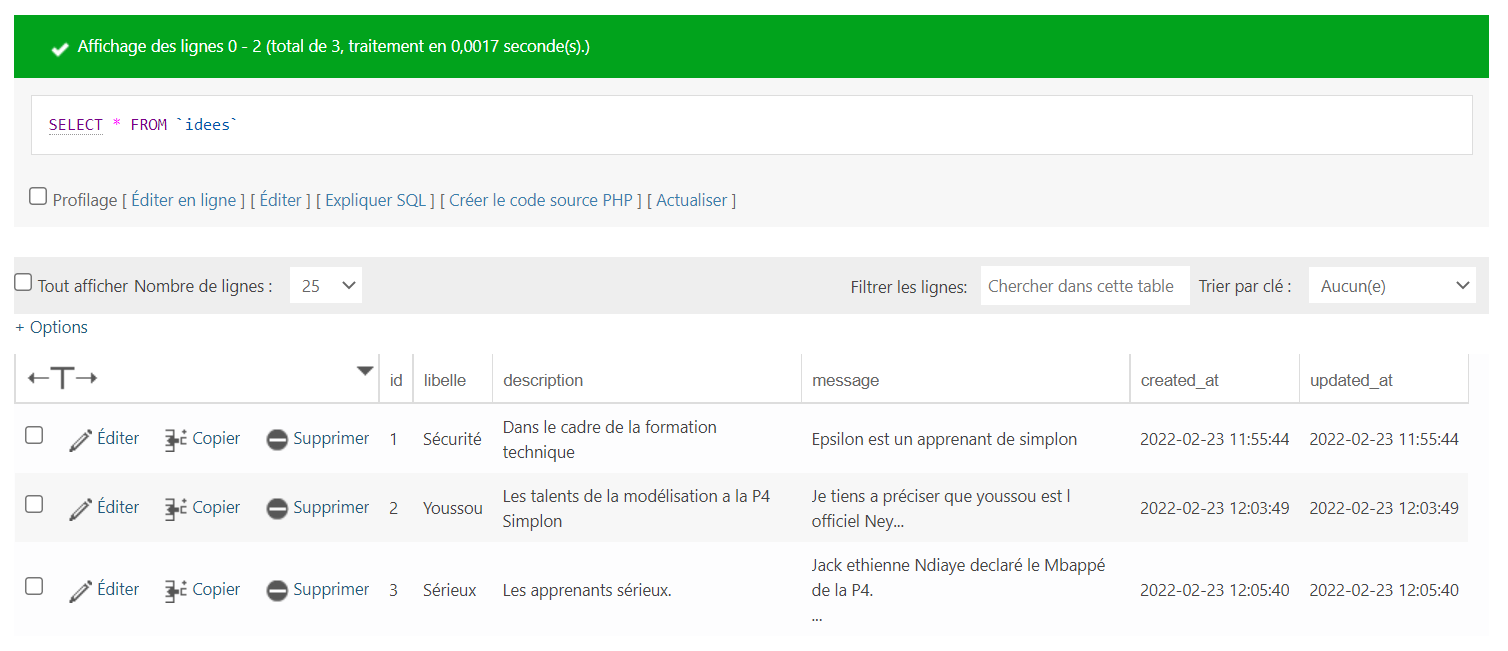 Affichage des lignes 0 - 2 (total de 3, traitement en 0,0017 seconde(s).)
SELECT * FROM `idees`
Profilage [ Éditer en ligne ] [ Éditer ] [ Expliquer SQL ] [ Créer le code source PHP ] [ Actualiser ]
Tout afficher Nombre de lignes : 25 Filtrer les lignes: Chercher dans cette table Trier par clé : Aucun(e)
+ Options
←T→ id libelle description message created_at updated_at
Éditer Copier Supprimer 1 Sécurité Dans le cadre de la formation
technique Epsilon est un apprenant de simplon 2022-02-23 11:55:44 2022-02-23 11:55:44
Éditer Copier Supprimer 2 Youssou Les talents de la modélisation a la P4
Simplon Je tiens a préciser que youssou est l
officiel Ney... 2022-02-23 12:03:49 2022-02-23 12:03:49
Éditer Copier Supprimer 3 Sérieux Les apprenants sérieux. Jack ethienne Ndiaye declaré le Mbappé
de la P4.
... 2022-02-23 12:05:40 2022-02-23 12:05:40